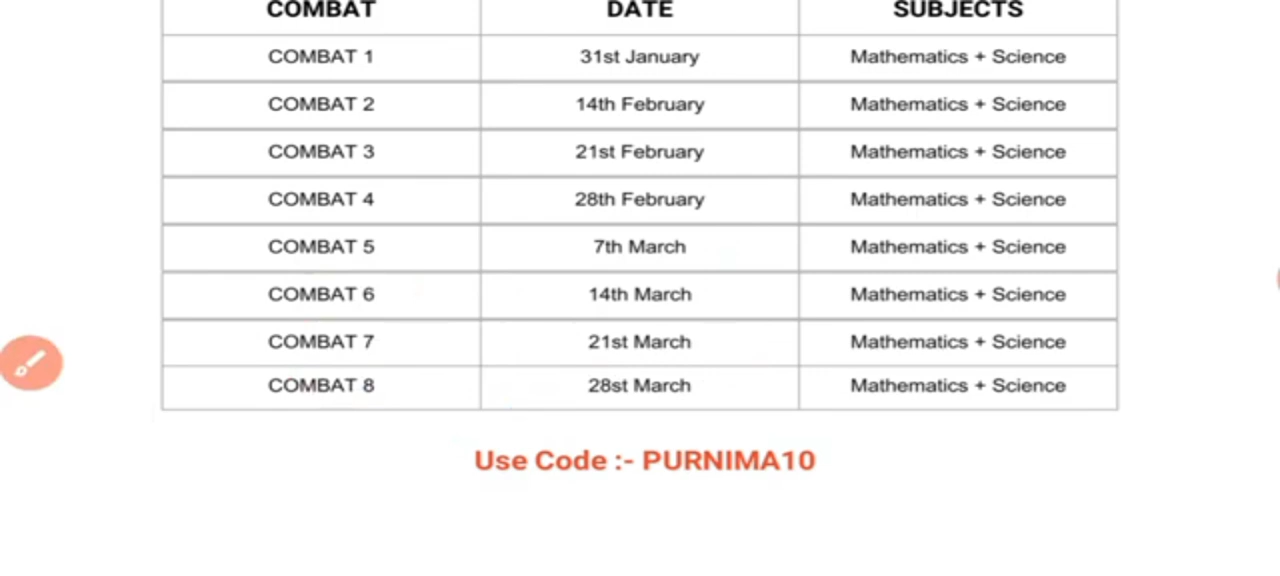 COMBAT DATE SUBJECTS
COMBAT 1 31st January Mathematics + Science
COMBAT 2 14th February Mathematics + Science
COMBAT 3 21st February Mathematics + Science
COMBAT 4 28th February Mathematics + Science
COMBAT 5 7th March Mathematics + Science
COMBAT 6 14th March Mathematics + Science
COMBAT 7 21st March Mathematics + Science
COMBAT 8 28st March Mathematics + Science
Use Code :- PURNIMA10